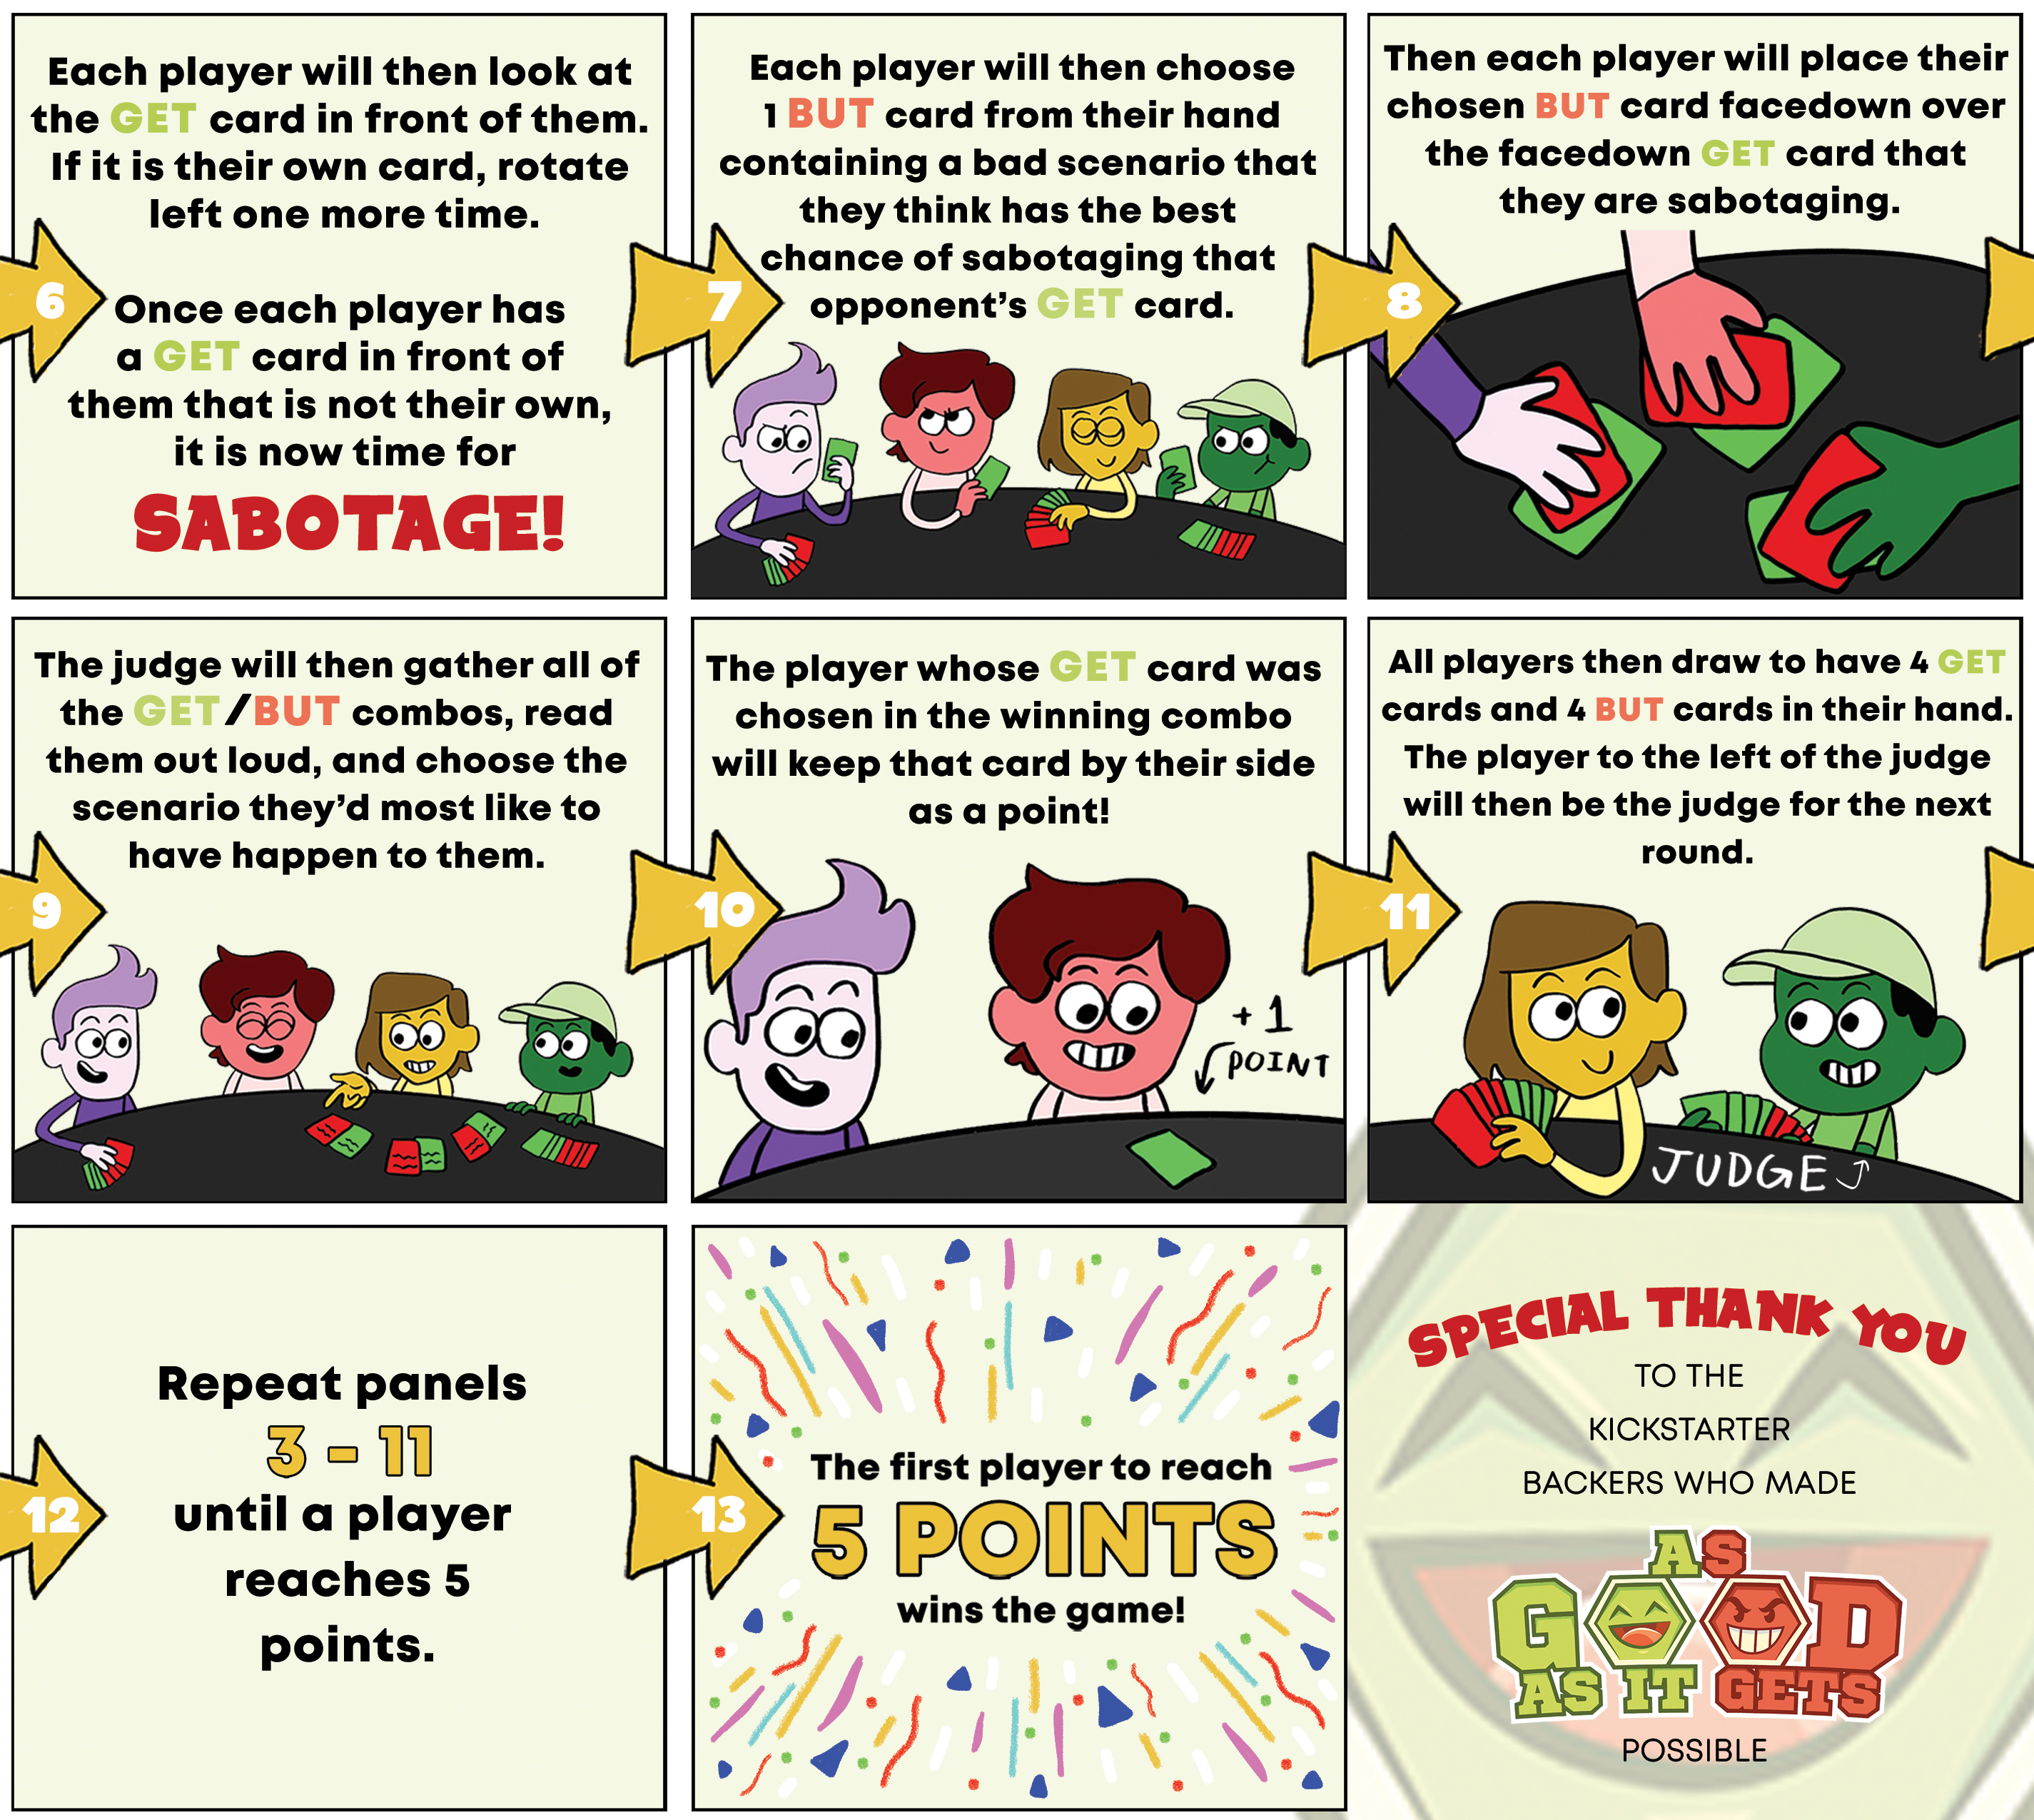 Each player will then look at
the GET card in front of them.
If it is their own card, rotate
left one more time.
6
Once each player has
a GET card in front of
them that is not their own,
it is now time for
SABOTAGE!
Each player will then choose
1 BUT card from their hand
containing a bad scenario that
they think has the best
chance of sabotaging that
opponent's GET card.
7
Then each player will place their
chosen BUT card facedown over
the facedown GET card that
they are sabotaging.
8
The judge will then gather all of
the GET/BUT combos, read
them out loud, and choose the
scenario they'd most like to
have happen to them.
9
The player whose GET card was
chosen in the winning combo
will keep that card by their side
as a point!
10
+1
POINT
All players then draw to have 4 GET
cards and 4 BUT cards in their hand.
The player to the left of the judge
will then be the judge for the next
round.
11
JUDGE
12
Repeat panels
3 - 11
until a player
reaches 5
points.
13
The first player to reach
5 POINTS
wins the game!
SPECIAL THANK YOU
TO THE
KICKSTARTER
BACKERS WHO MADE
AS
GOOD
AS IT GETS
POSSIBLE